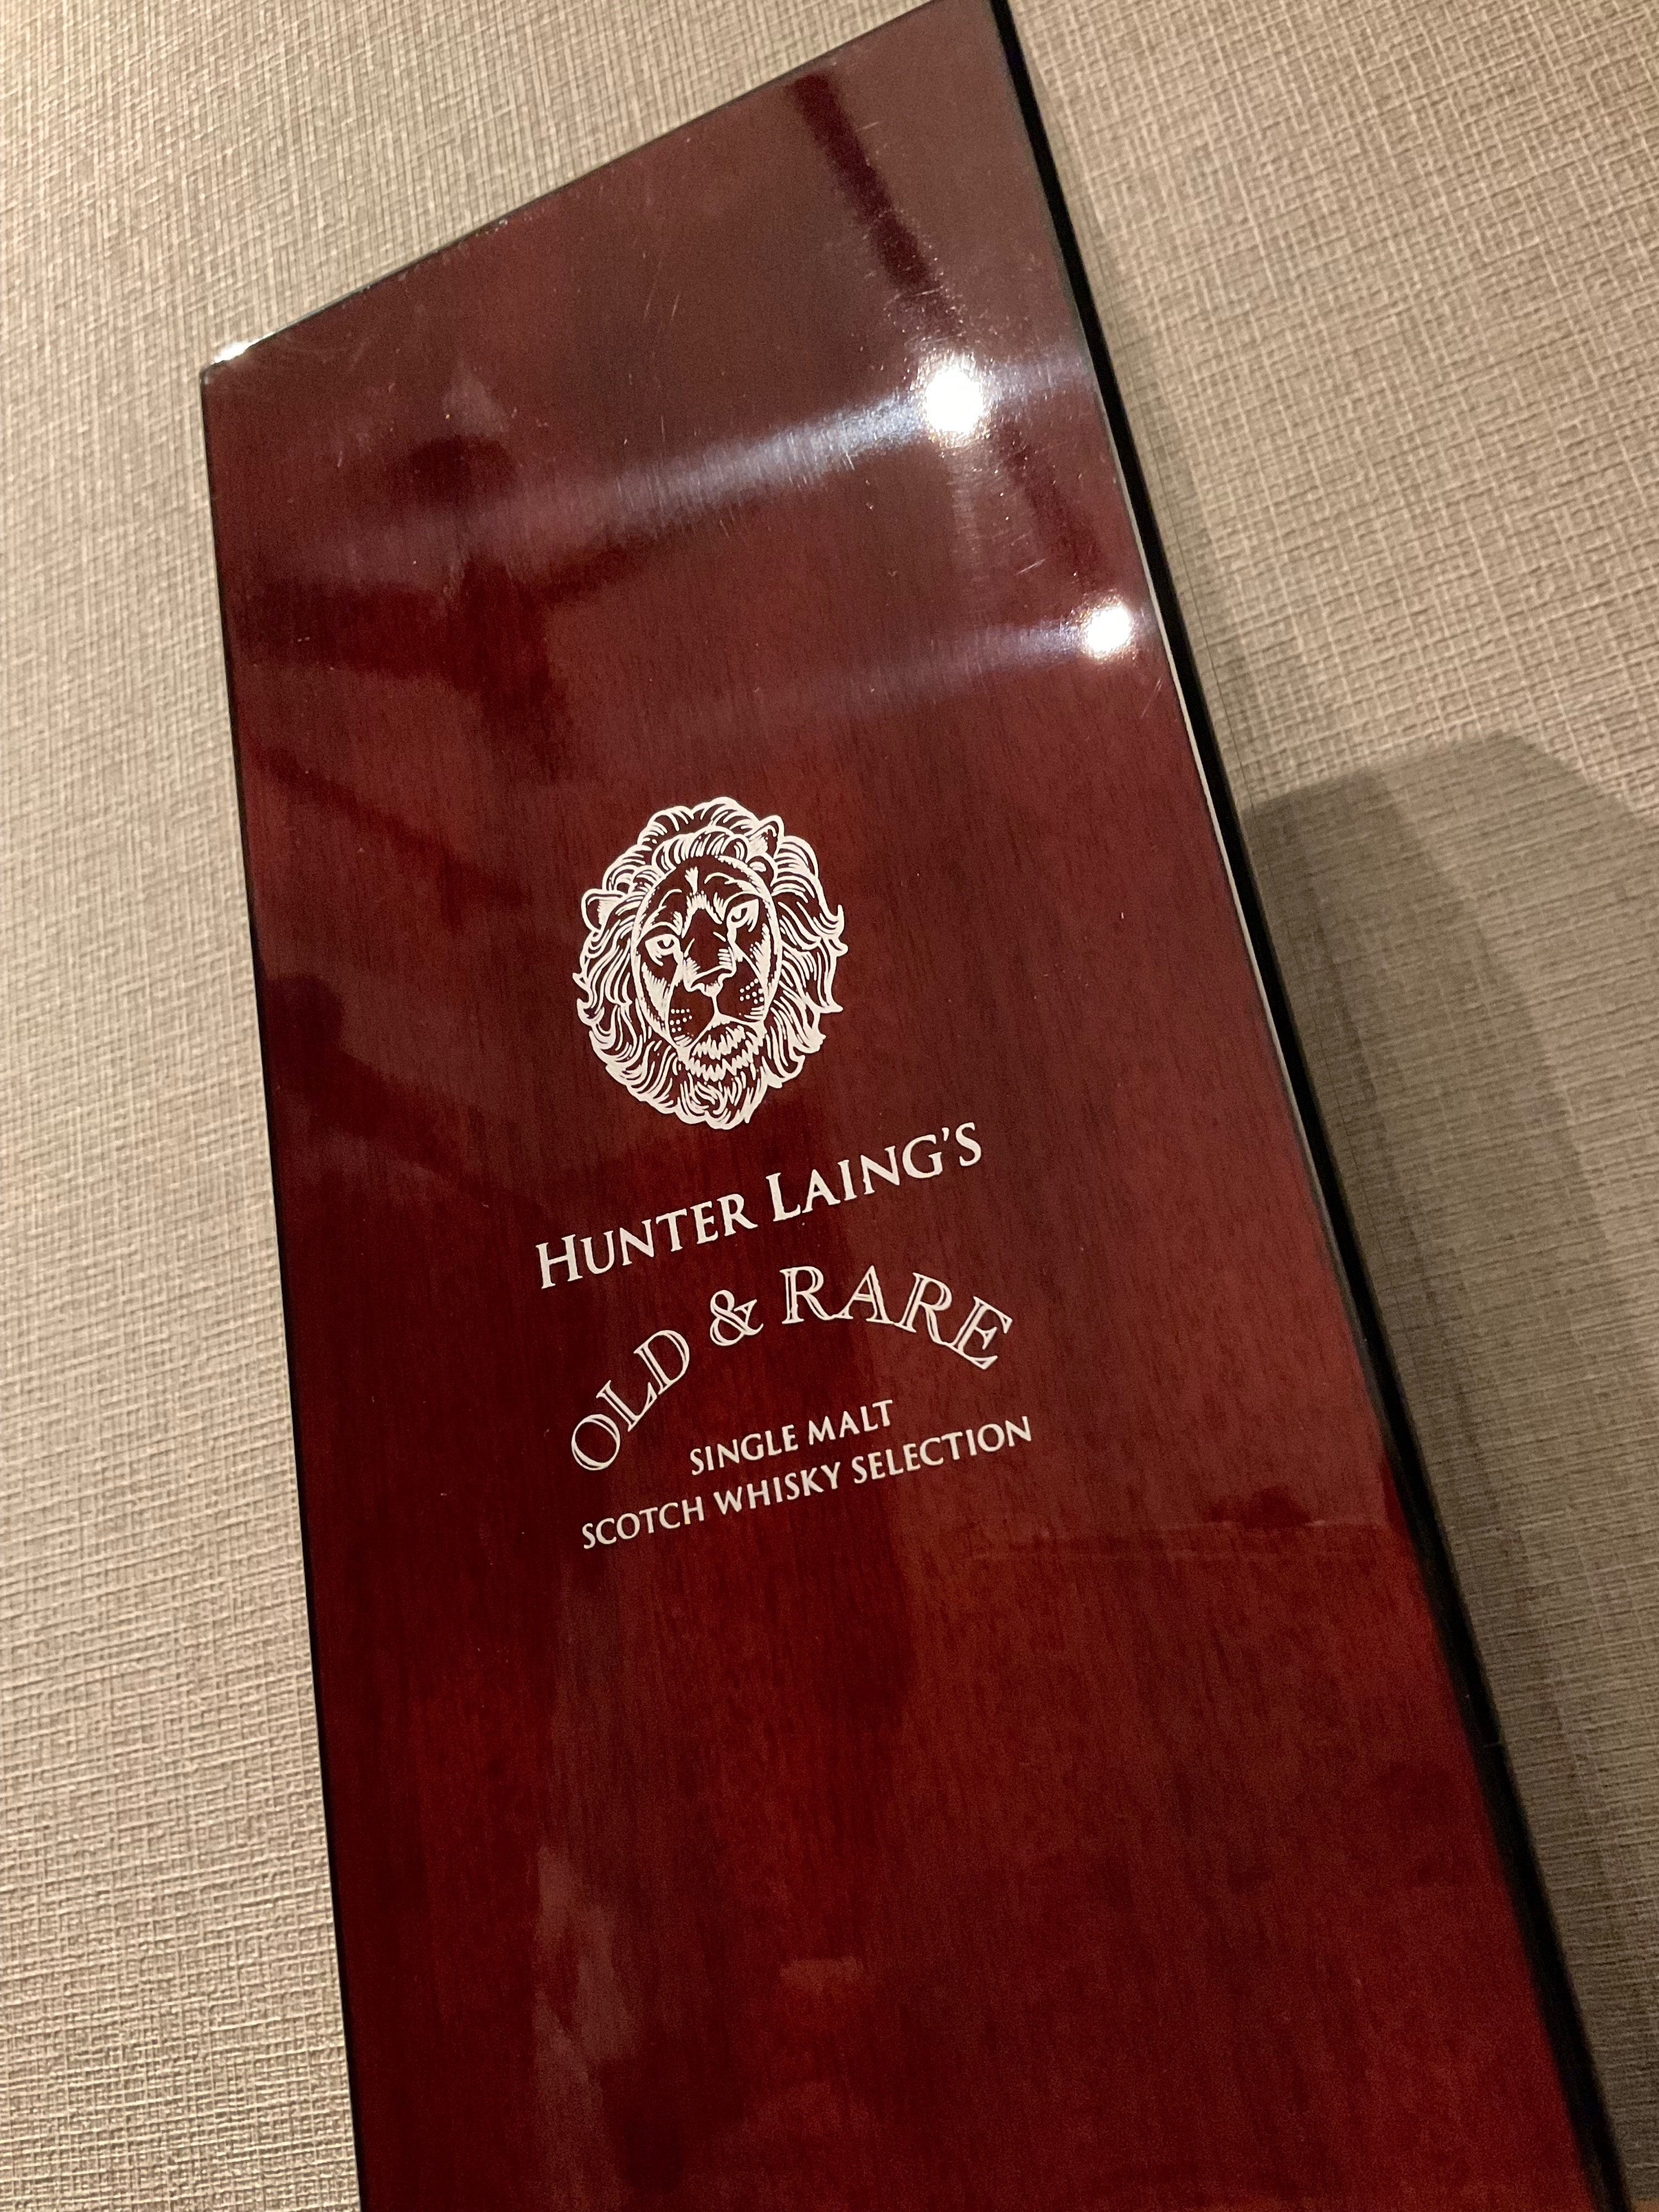 HUNTER LAING'S
OLD & RARE
SINGLE MALT
SCOTCH WHISKY SELECTION